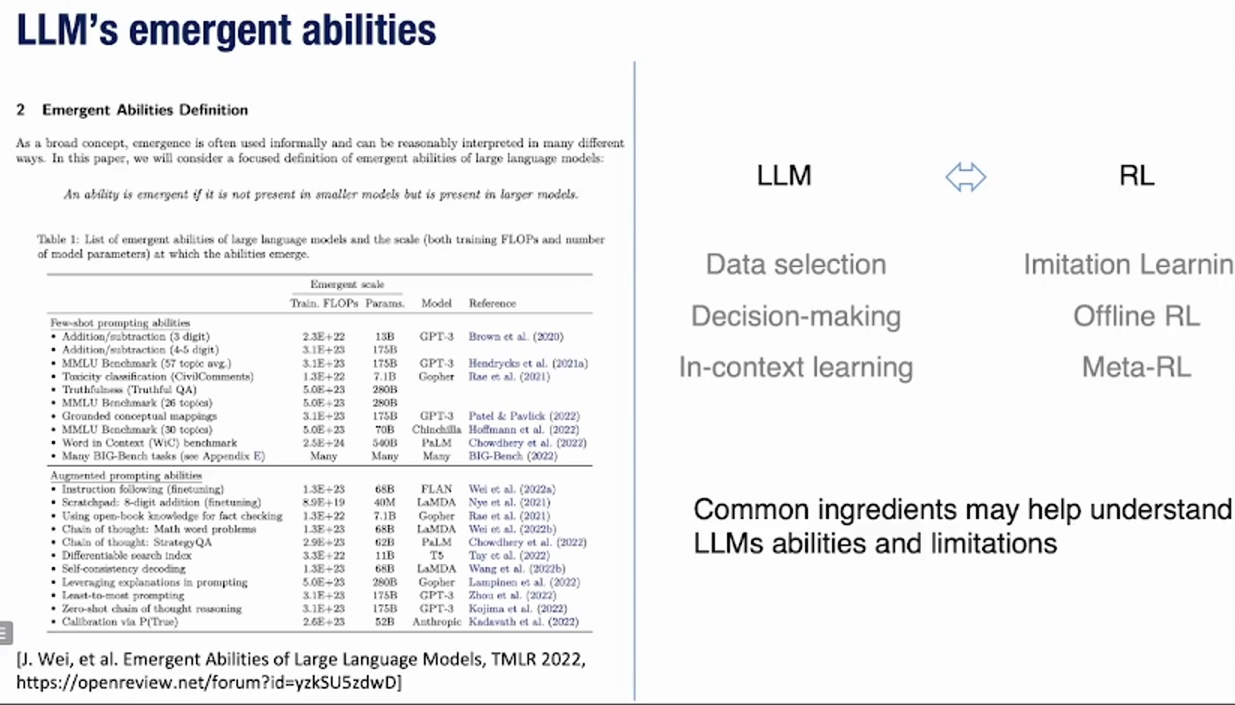 LLM's emergent abilities
2 Emergent Abilities Definition
As a broad concept, emergence is often used informally and can be reasonably interpreted in many different
ways. In this paper, we will consider a focused definition of emergent abilities of large language models:
An ability is emergent if it is not present in smaller models but is present in larger models.
Table 1: List of emergent abilities of large language models and the scale (both training FLOPs and number
of model parameters) at which the abilities emerge.
Emergent scale
Train. FLOPs Params. Model Reference
Few-shot prompting abilities
• Addition/subtraction (3 digit) 2.3E+22 13B GPT-3 Brown et al. (2020)
• Addition/subtraction (4-5 digit) 3.1E+23 175B
• MMLU Benchmark (57 topic avg.) 3.1E+23 175B GPT-3 Hendrycks et al. (2021a)
• Toxicity classification (CivilComments) 1.3E+22 7.1B Gopher Rae et al. (2021)
• Truthfulness (Truthful QA) 5.0E+23 280B
• MMLU Benchmark (26 topics) 5.0E+23 280B
• Grounded conceptual mappings 3.1E+23 175B GPT-3 Patel & Pavlick (2022)
• MMLU Benchmark (30 topics) 5.0E+23 70B Chinchilla Hoffmann et al. (2022)
• Word in Context (WiC) benchmark 2.5E+24 540B PaLM Chowdhery et al. (2022)
• Many BIG-Bench tasks (see Appendix E) Many Many Many BIG-Bench (2022)
Augmented prompting abilities
• Instruction following (finetuning) 1.3E+23 68B FLAN Wei et al. (2022a)
• Scratchpad: 8-digit addition (finetuning) 8.9E+19 40M LaMDA Nye et al. (2021)
• Using open-book knowledge for fact checking 1.3E+22 7.1B Gopher Rae et al. (2021)
• Chain of thought: Math word problems 1.3E+23 68B LaMDA Wei et al. (2022b)
• Chain of thought: StrategyQA 2.9E+23 62B PaLM Chowdhery et al. (2022)
• Differentiable search index 3.3E+22 11B T5 Tay et al. (2022)
• Self-consistency decoding 1.3E+23 68B LaMDA Wang et al. (2022b)
• Leveraging explanations in prompting 5.0E+23 280B Gopher Lampinen et al. (2022)
• Least-to-most prompting 3.1E+23 175B GPT-3 Zhou et al. (2022)
• Zero-shot chain of thought reasoning 3.1E+23 175B GPT-3 Kojima et al. (2022)
• Calibration via P(True) 2.6E+23 52B Anthropic Kadavath et al. (2022)
[J. Wei, et al. Emergent Abilities of Large Language Models, TMLR 2022,
https://openreview.net/forum?id=yzkSU5zdwD]
LLM ⇔ RL
Data selection Imitation Learnin
Decision-making Offline RL
In-context learning Meta-RL
Common ingredients may help understand
LLMs abilities and limitations